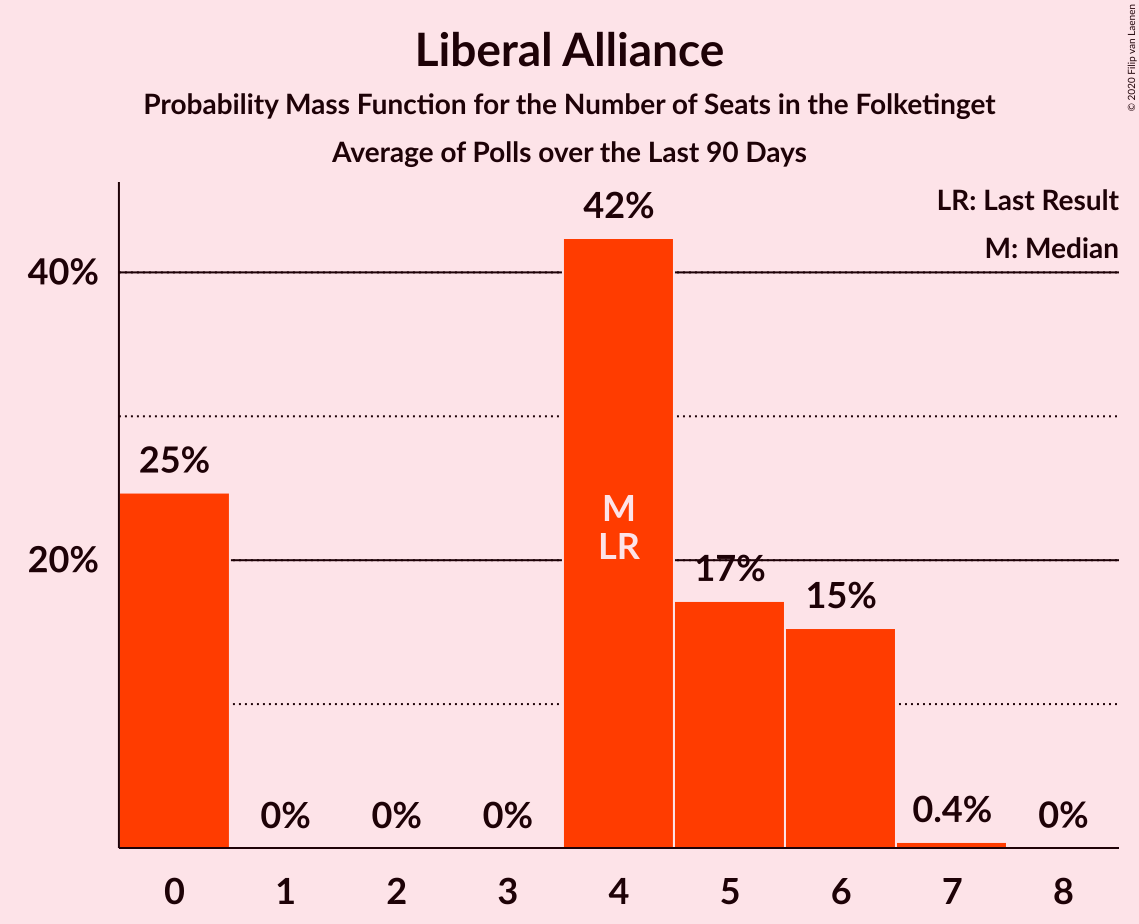 Liberal Alliance
Probability Mass Function for the Number of Seats in the Folketinget
Average of Polls over the Last 90 Days
© 2020 Filip van Laenen
LR: Last Result
M: Median
42%
40%
25%
M
LR
20%
17%
15%
0%
0%
0%
0.4%
0%
0
1
2
3
4
5
6
7
8